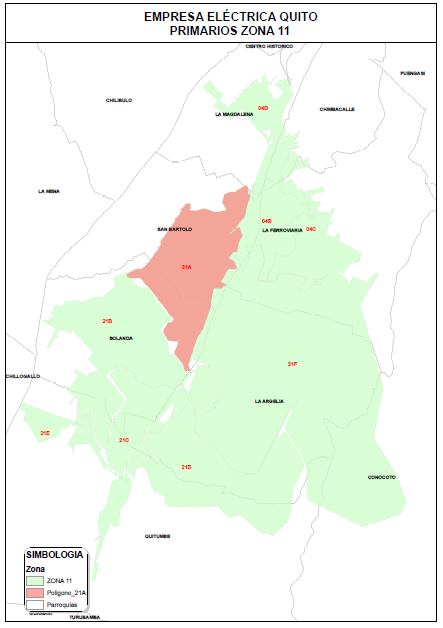 EMPRESA ELÉCTRICA QUITO
PRIMARIOS ZONA 11
CENTRO HISTORICO
PUENGASI
CHILIBULO
CHIMBACALLE
04D
LA MAGDALENA
LA MENA
04B
SAN BARTOLO
LA FERROVIARIA
04C
21A
21B
SOLANDA
21F
CHILLOGALLO
LA ARGELIA
21E
21C
21D
CONOCOTO
QUITUMBE
SIMBOLOGIA
Zona
ZONA 11
Poligono_21A
Parroquias
TURUBAMBA